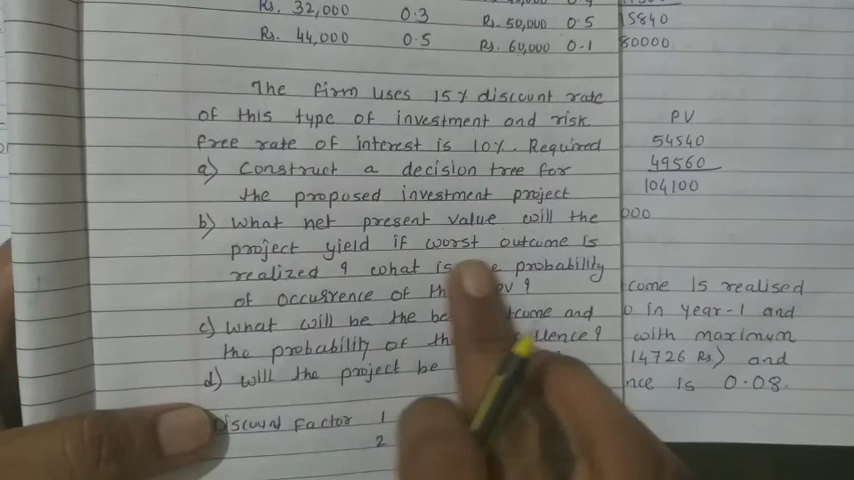 Rs. 32,000 0.3 Rs. 50,000 0.5
Rs. 44,000 0.5 Rs. 60,000 0.1
The firm uses 15% discount rate
of this type of investment and risk
free rate of interest is 10%. Required
a) Construct a decision tree for
the proposed investment project
b) What net present value will the
project yield if worst outcome is
realized ? what is probability
of occurrence of
c) What will be the and
the probability of
d) will the project be
Discount Factor 1
2
15840
80000
PV
54540
49560
104100
000
come is realised
in Year-1 and
with maximum
14726 Rs) and
nce is 0.08.